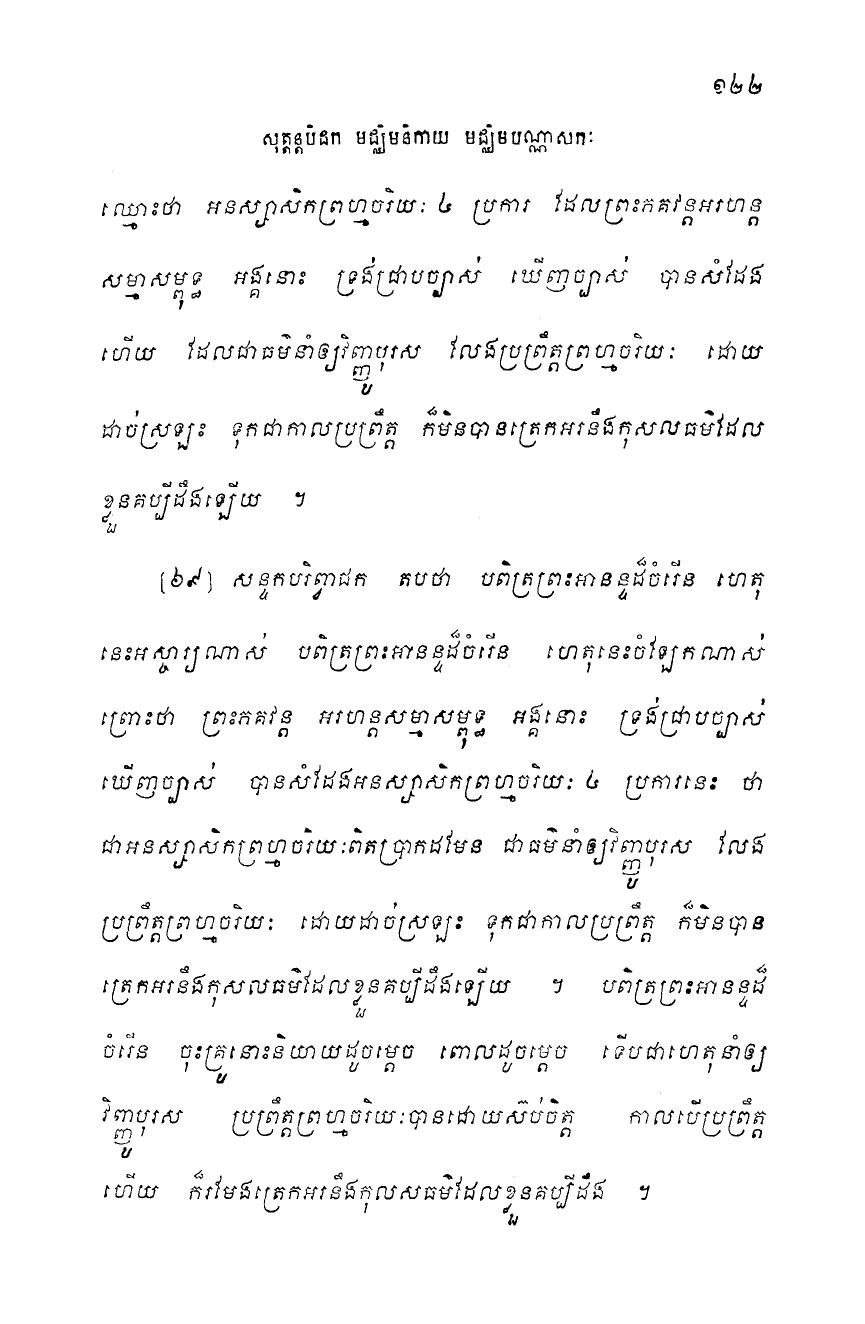 ១២២
សុត្តន្តបិដក មជ្ឈិមនិកាយ មជ្ឈិមបណ្ណាសកៈ
ឈ្មោះថា អនស្សាសិកព្រហ្មចរិយៈ ៤ ប្រការ ដែលព្រះភគវន្តអរហន្ត
សម្មាសម្ពុទ្ធ អង្គនោះ ទ្រង់ជ្រាបច្បាស់ ឃើញច្បាស់ បានសំដែង
ហើយ ដែលជាធម៌នាំឲ្យវិញ្ញូបុរស លែងប្រព្រឹត្តព្រហ្មចរិយៈ ដោយ
ដាច់ស្រឡះ ទុកជាកាលប្រព្រឹត្ត ក៏មិនបានត្រេកអរនឹងកុសលធម៌ដែល
ខ្លួនគប្បីដឹងឡើយ ។
[៦៩] សន្ទកបរិព្វាជក តបថា បពិត្រព្រះអានន្ទដ៏ចំរើន ហេតុ
នេះអស្ចារ្យណាស់ បពិត្រព្រះអានន្ទដ៏ចំរើន ហេតុនេះចំឡែកណាស់
ព្រោះថា ព្រះភគវន្ត អរហន្តសម្មាសម្ពុទ្ធ អង្គនោះ ទ្រង់ជ្រាបច្បាស់
ឃើញច្បាស់ បានសំដែងអនស្សាសិកព្រហ្មចរិយៈ ៤ ប្រការនេះ ថា
ជាអនស្សាសិកព្រហ្មចរិយៈពិតប្រាកដមែន ជាធម៌នាំឲ្យវិញ្ញូបុរស លែង
ប្រព្រឹត្តព្រហ្មចរិយៈ ដោយដាច់ស្រឡះ ទុកជាកាលប្រព្រឹត្ត ក៏មិនបាន
ត្រេកអរនឹងកុសលធម៌ដែលខ្លួនគប្បីដឹងឡើយ ។ បពិត្រព្រះអានន្ទដ៏
ចំរើន ចុះគ្រូនោះនិយាយដូចម្តេច ពោលដូចម្តេច ទើបជាហេតុនាំឲ្យ
វិញ្ញូបុរស ប្រព្រឹត្តព្រហ្មចរិយៈបានដោយស៊ប់ចិត្ត កាលបើប្រព្រឹត្ត
ហើយ ក៏រមែងត្រេកអរនឹងកុលសធម៌ដែលខ្លួនគប្បីដឹង ។